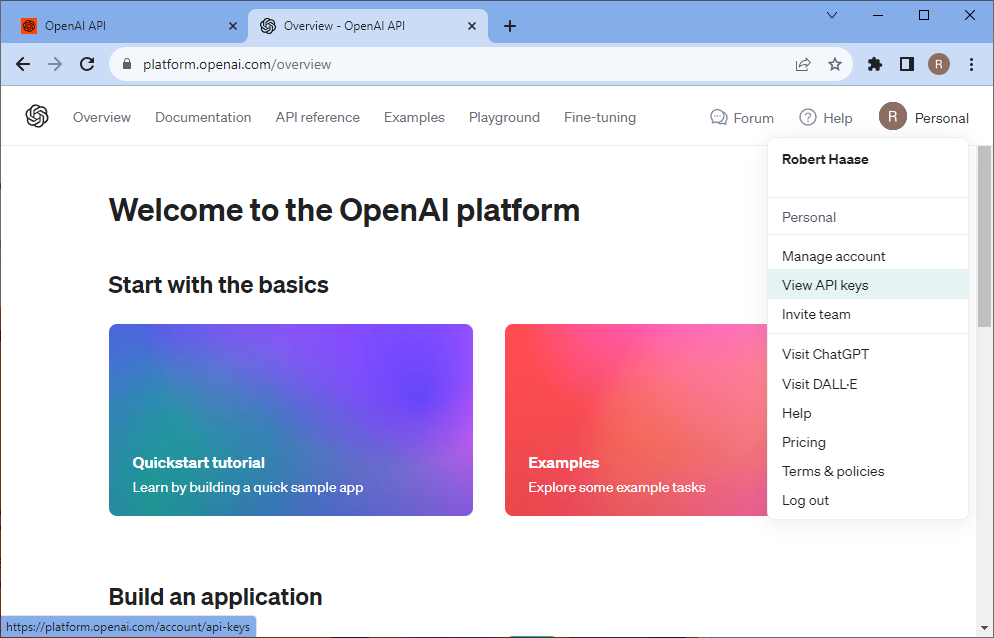 OpenAI API
Overview - OpenAI API
platform.openai.com/overview
R
Overview
Documentation
API reference
Examples
Playground
Fine-tuning
Forum
Help
R
Personal
Robert Haase
Personal
Manage account
View API keys
Invite team
Visit ChatGPT
Visit DALL·E
Help
Pricing
Terms & policies
Log out
Welcome to the OpenAI platform
Start with the basics
Quickstart tutorial
Learn by building a quick sample app
Examples
Explore some example tasks
Build an application
https://platform.openai.com/account/api-keys